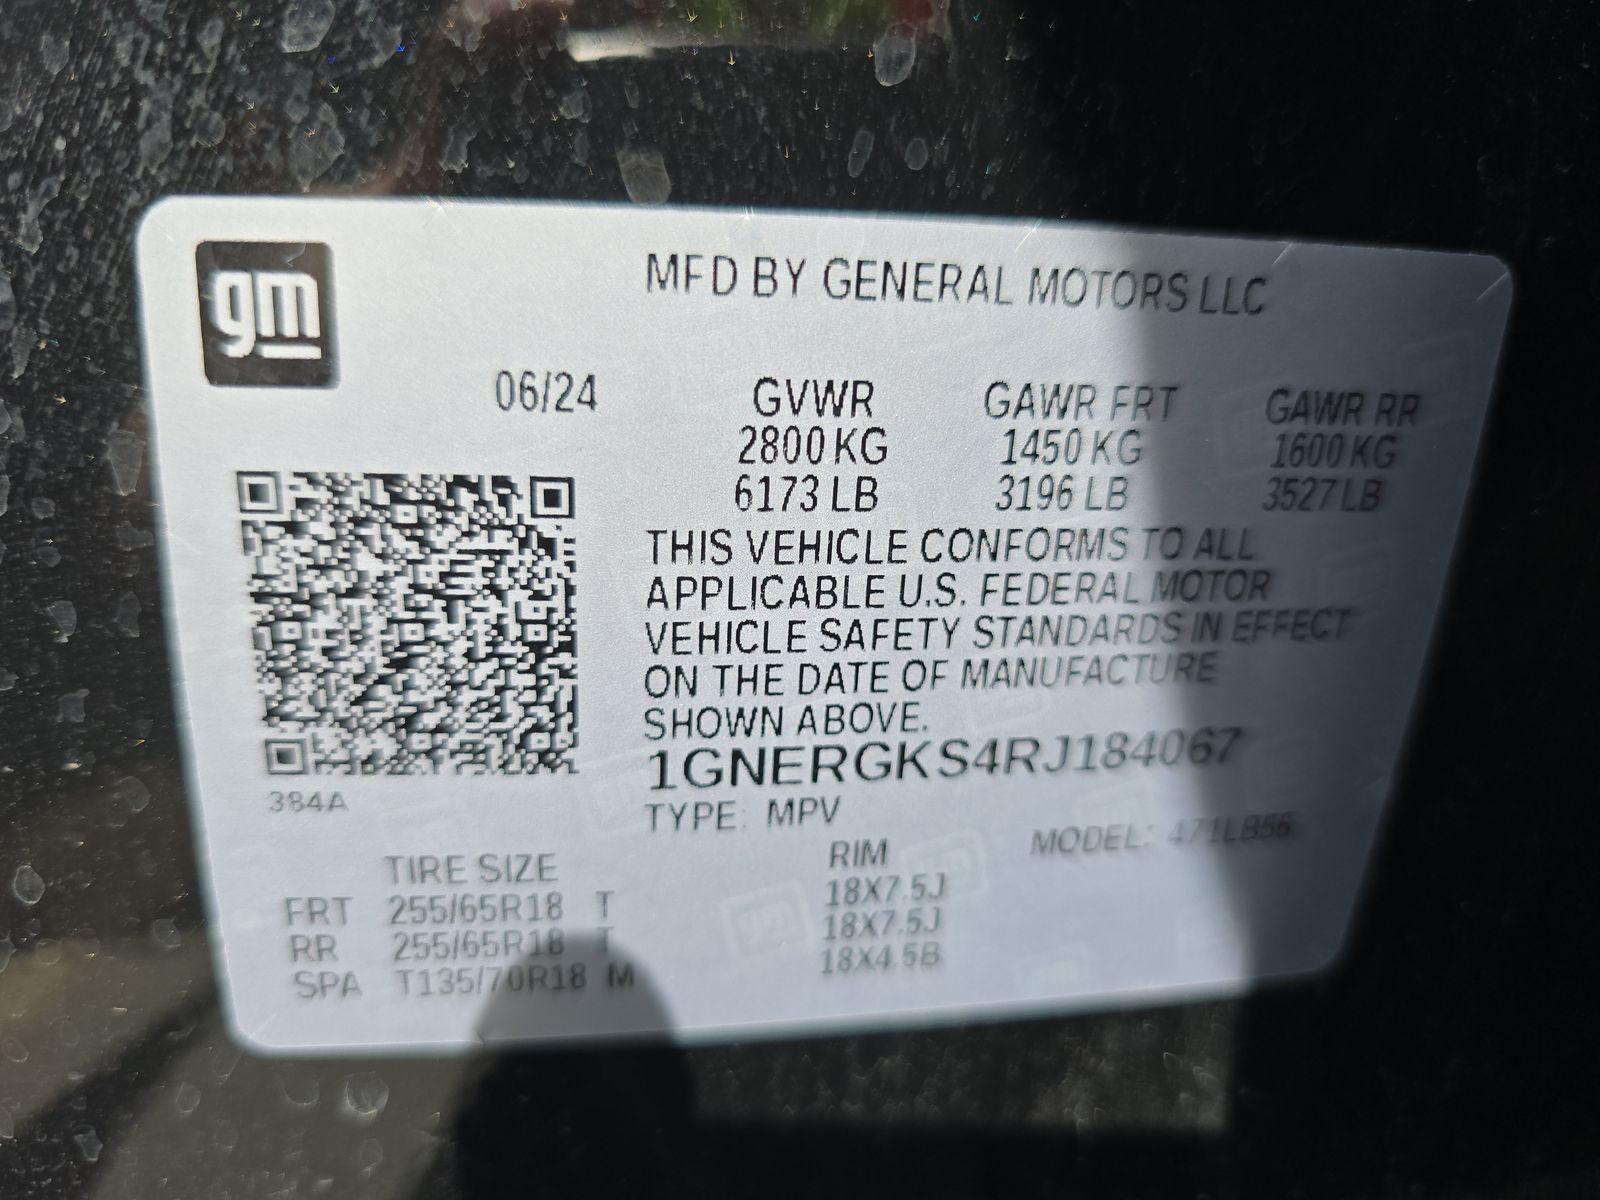 gm
MFD BY GENERAL MOTORS LLC
06/24 GVWR GAWR FRT GAWR RR
2800 KG 1450 KG 1600 KG
6173 LB 3196 LB 3527 LB
THIS VEHICLE CONFORMS TO ALL
APPLICABLE U.S. FEDERAL MOTOR
VEHICLE SAFETY STANDARDS IN EFFECT
ON THE DATE OF MANUFACTURE
SHOWN ABOVE.
1GNERGKS4RJ184067
384A
TYPE: MPV MODEL: 471LB56
TIRE SIZE RIM
FRT 255/65R18 T 18X7.5J
RR 255/65R18 T 18X7.5J
SPA T135/70R18 M 18X4.5B